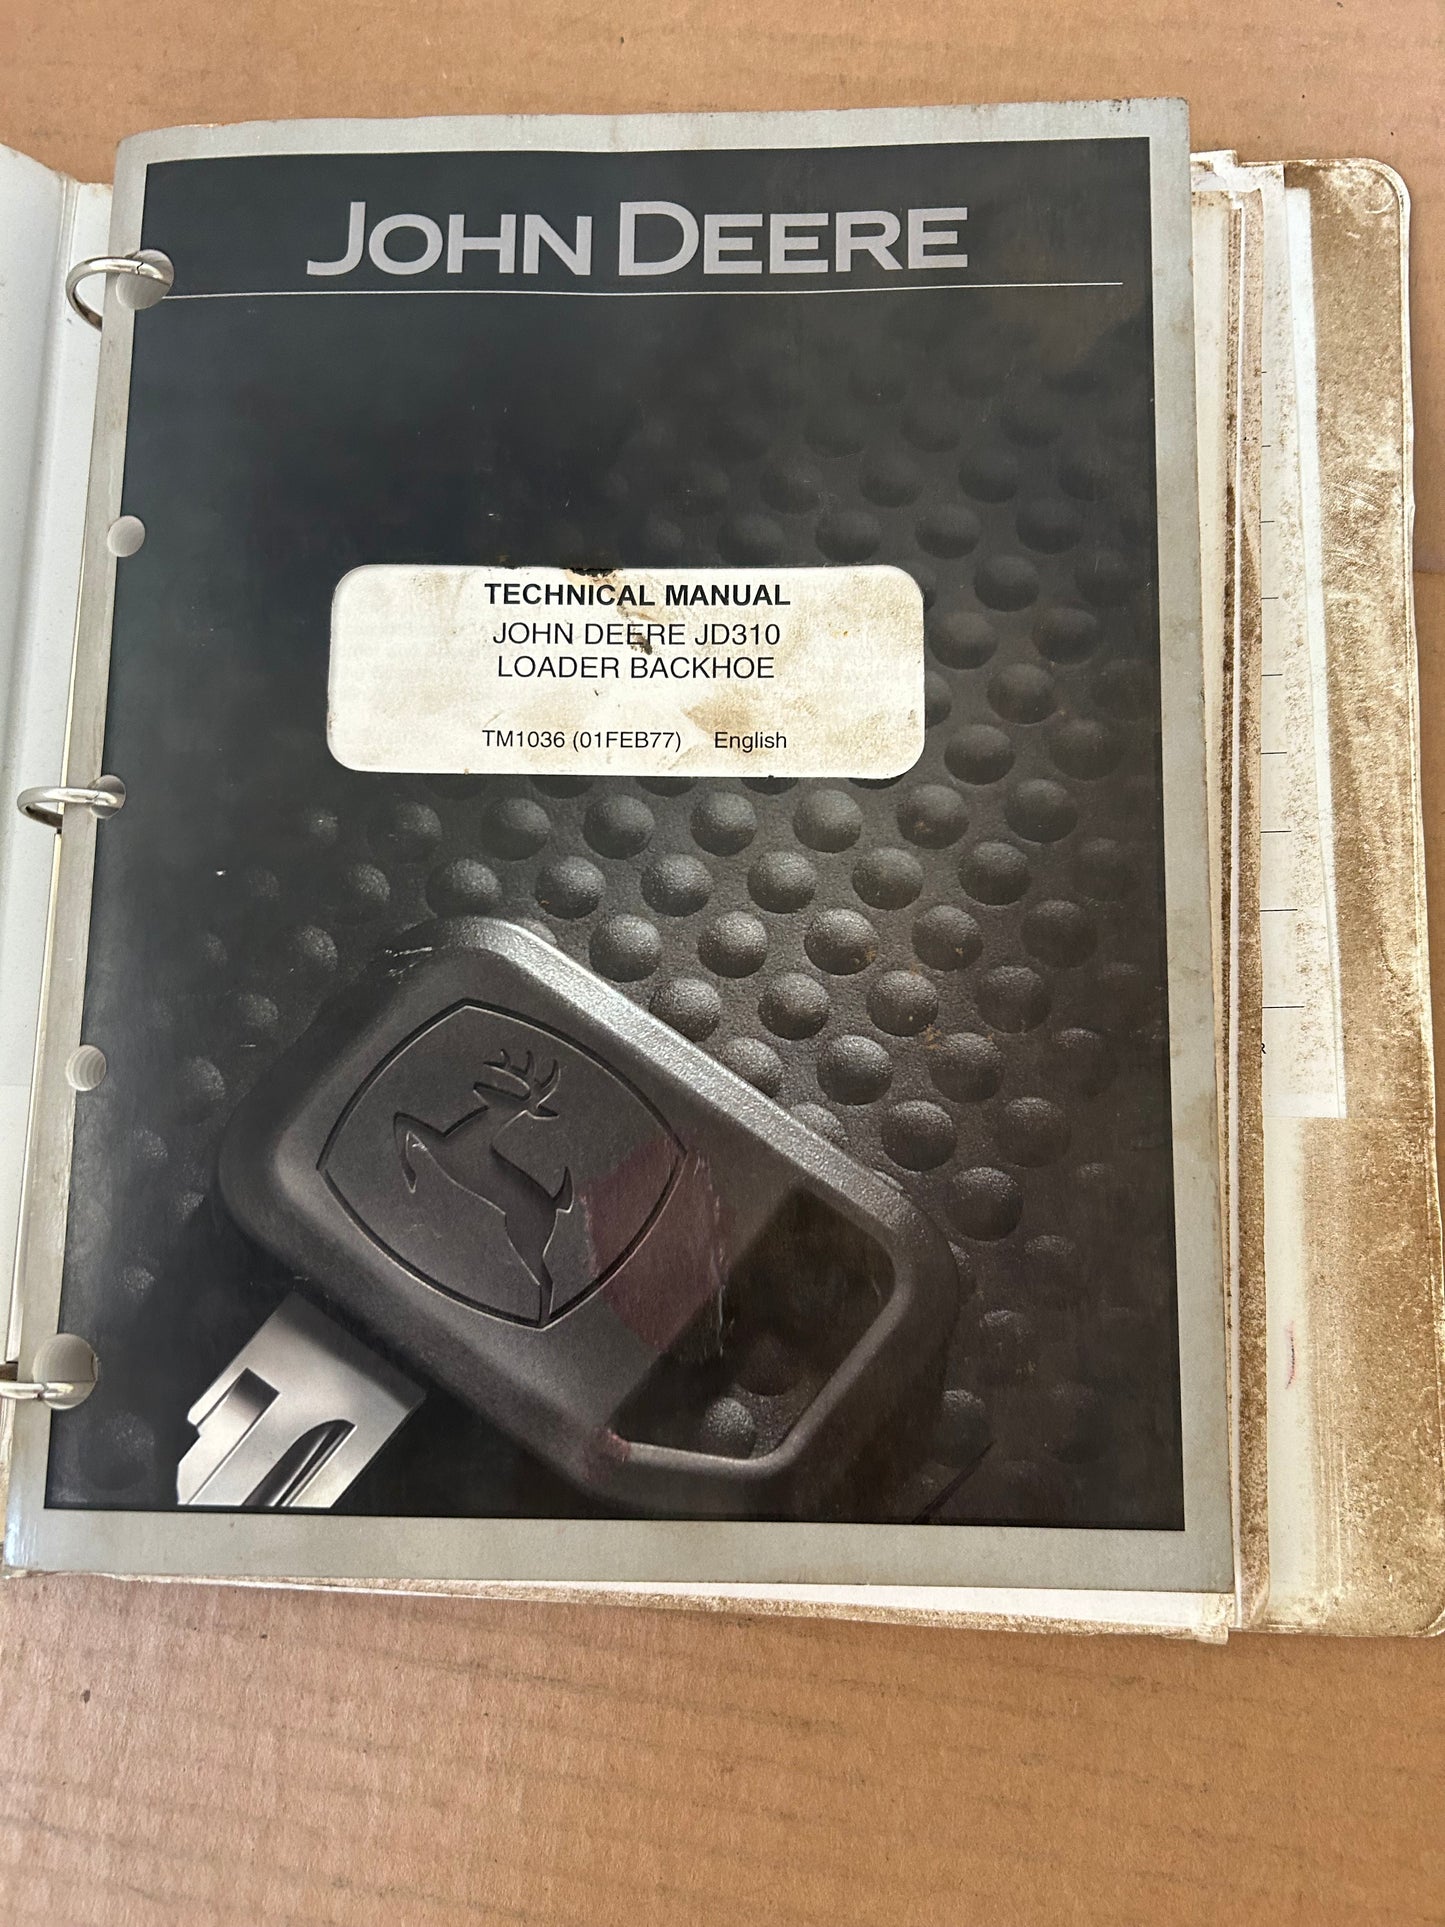 JOHN DEERE
TECHNICAL MANUAL
JOHN DEERE JD310
LOADER BACKHOE
TM1036 (01FEB77) English
R